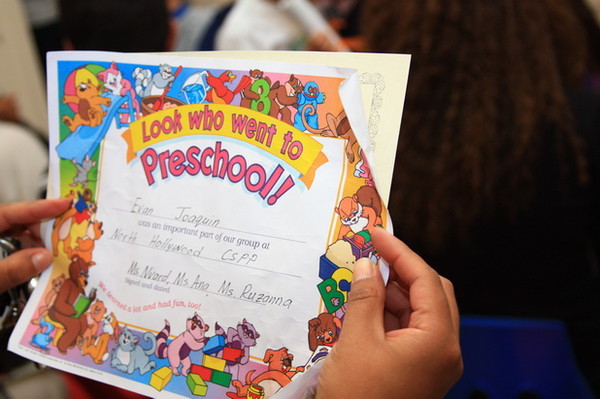 Look who went to
Preschool!
Evan Joaquin
was an important part of our group at
North Hollywood CSPP
Ms. Nvard, Ms. Ana, Ms. Ruzanna
signed and dated
We learned a lot and had fun, too!